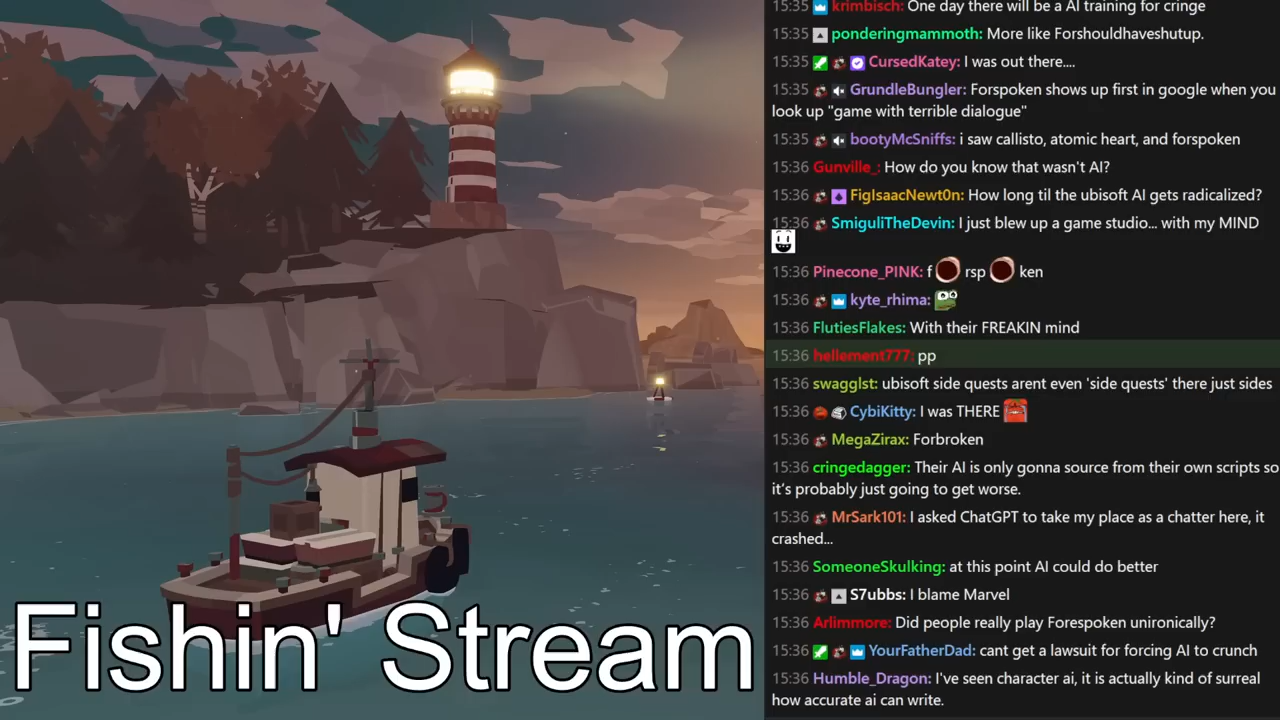 15:35 krimbisch: One day there will be a AI training for cringe
15:35 ponderingmammoth: More like Forshouldhaveshutup.
15:35 CursedKatey: I was out there....
15:35 GrundleBungler: Forspoken shows up first in google when you
look up "game with terrible dialogue"
15:35 bootyMcSniffs: i saw callisto, atomic heart, and forspoken
15:36 Gunville_: How do you know that wasn't AI?
15:36 FigIsaacNewt0n: How long til the ubisoft AI gets radicalized?
15:36 SmiguliTheDevin: I just blew up a game studio... with my MIND
15:36 Pinecone_PINK: f rsp ken
15:36 kyte_rhima:
15:36 FlutiesFlakes: With their FREAKIN mind
15:36 hellement777: pp
15:36 swagglst: ubisoft side quests arent even 'side quests' there just sides
15:36 CybiKitty: I was THERE
15:36 MegaZirax: Forbroken
15:36 cringedagger: Their AI is only gonna source from their own scripts so
it's probably just going to get worse.
15:36 MrSark101: I asked ChatGPT to take my place as a chatter here, it
crashed...
15:36 SomeoneSkulking: at this point AI could do better
15:36 S7ubbs: I blame Marvel
15:36 Arlimmore: Did people really play Forespoken unironically?
15:36 YourFatherDad: cant get a lawsuit for forcing AI to crunch
15:36 Humble_Dragon: I've seen character ai, it is actually kind of surreal
how accurate ai can write.
Fishin' Stream